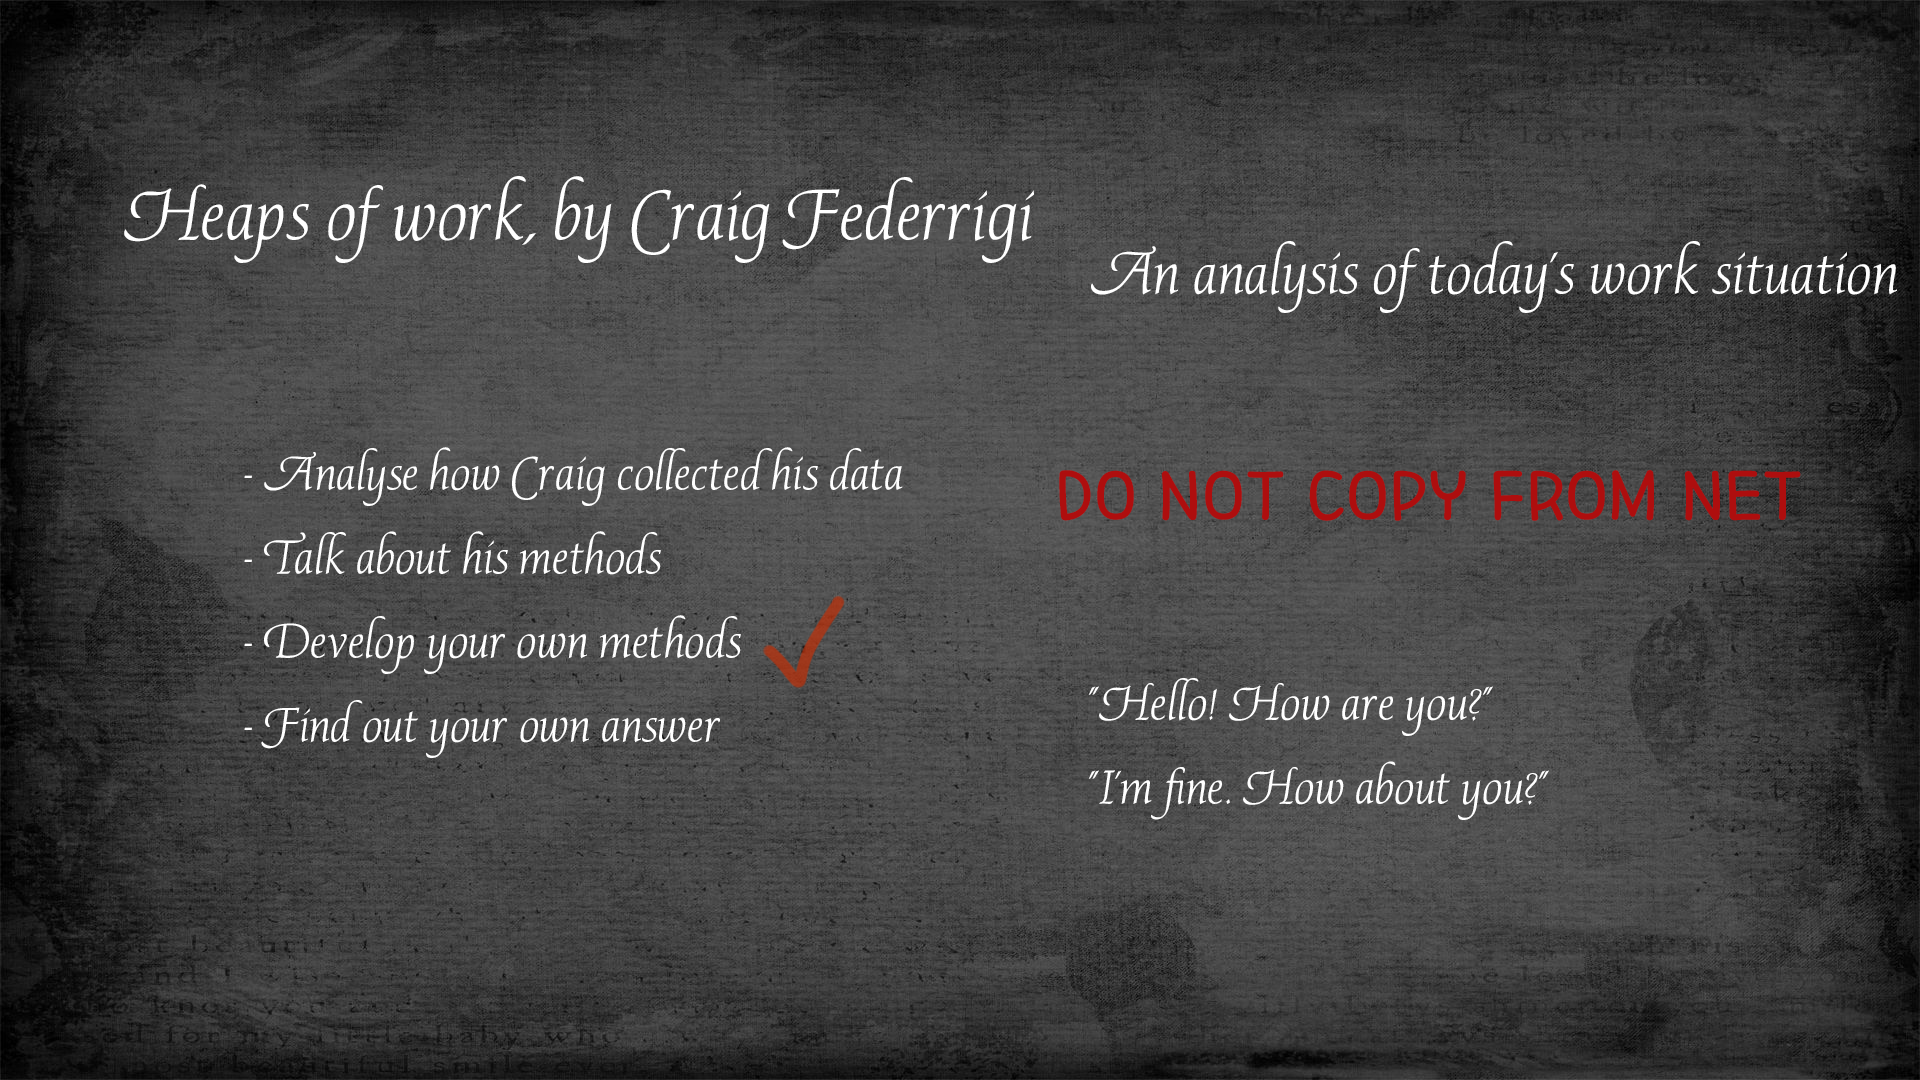 Heaps of work, by Craig Federrigi
An analysis of today's work situation
- Analyse how Craig collected his data
- Talk about his methods
- Develop your own methods
- Find out your own answer
DO NOT COPY FROM NET
"Hello! How are you?"
"I'm fine. How about you?"